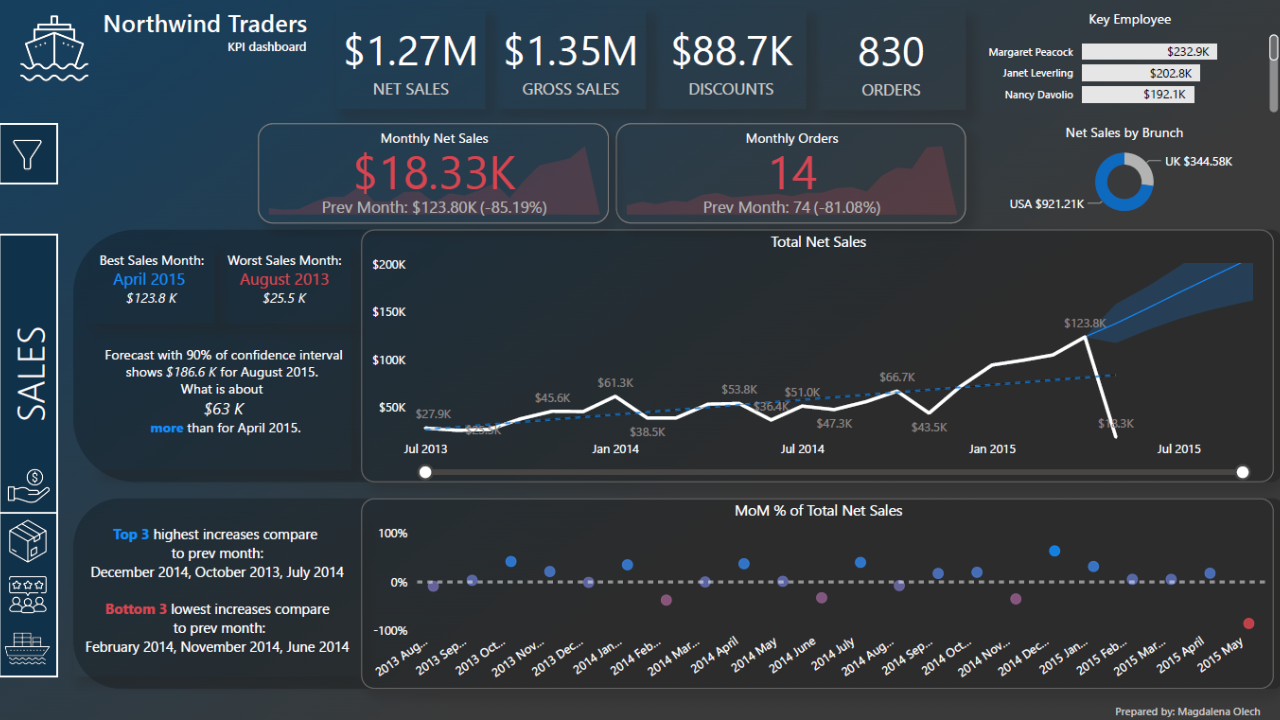 Northwind Traders
KPI dashboard
$1.27M
NET SALES
$1.35M
GROSS SALES
$88.7K
DISCOUNTS
830
ORDERS
Key Employee
Margaret Peacock $232.9K
Janet Leverling $202.8K
Nancy Davolio $192.1K
Monthly Net Sales
$18.33K
Prev Month: $123.80K (-85.19%)
Monthly Orders
14
Prev Month: 74 (-81.08%)
Net Sales by Brunch
UK $344.58K
USA $921.21K
SALES
Best Sales Month:
April 2015
$123.8 K
Worst Sales Month:
August 2013
$25.5 K
Forecast with 90% of confidence interval
shows $186.6 K for August 2015.
What is about
$63 K
more than for April 2015.
Total Net Sales
$200K
$150K
$100K
$50K
$27.9K
$45.6K
$61.3K
$38.5K
$53.8K
$36.4K
$51.0K
$47.3K
$66.7K
$43.5K
$123.8K
$18.3K
Jul 2013
Jan 2014
Jul 2014
Jan 2015
Jul 2015
Top 3 highest increases compare
to prev month:
December 2014, October 2013, July 2014
Bottom 3 lowest increases compare
to prev month:
February 2014, November 2014, June 2014
MoM % of Total Net Sales
100%
0%
-100%
2013 Aug...
2013 Sep...
2013 Oct...
2013 Nov...
2013 Dec...
2014 Jan...
2014 Feb...
2014 Mar...
2014 April
2014 May
2014 June
2014 July
2014 Aug...
2014 Sep...
2014 Oct...
2014 Nov...
2014 Dec...
2015 Jan...
2015 Feb...
2015 Mar...
2015 April
2015 May
Prepared by: Magdalena Olech